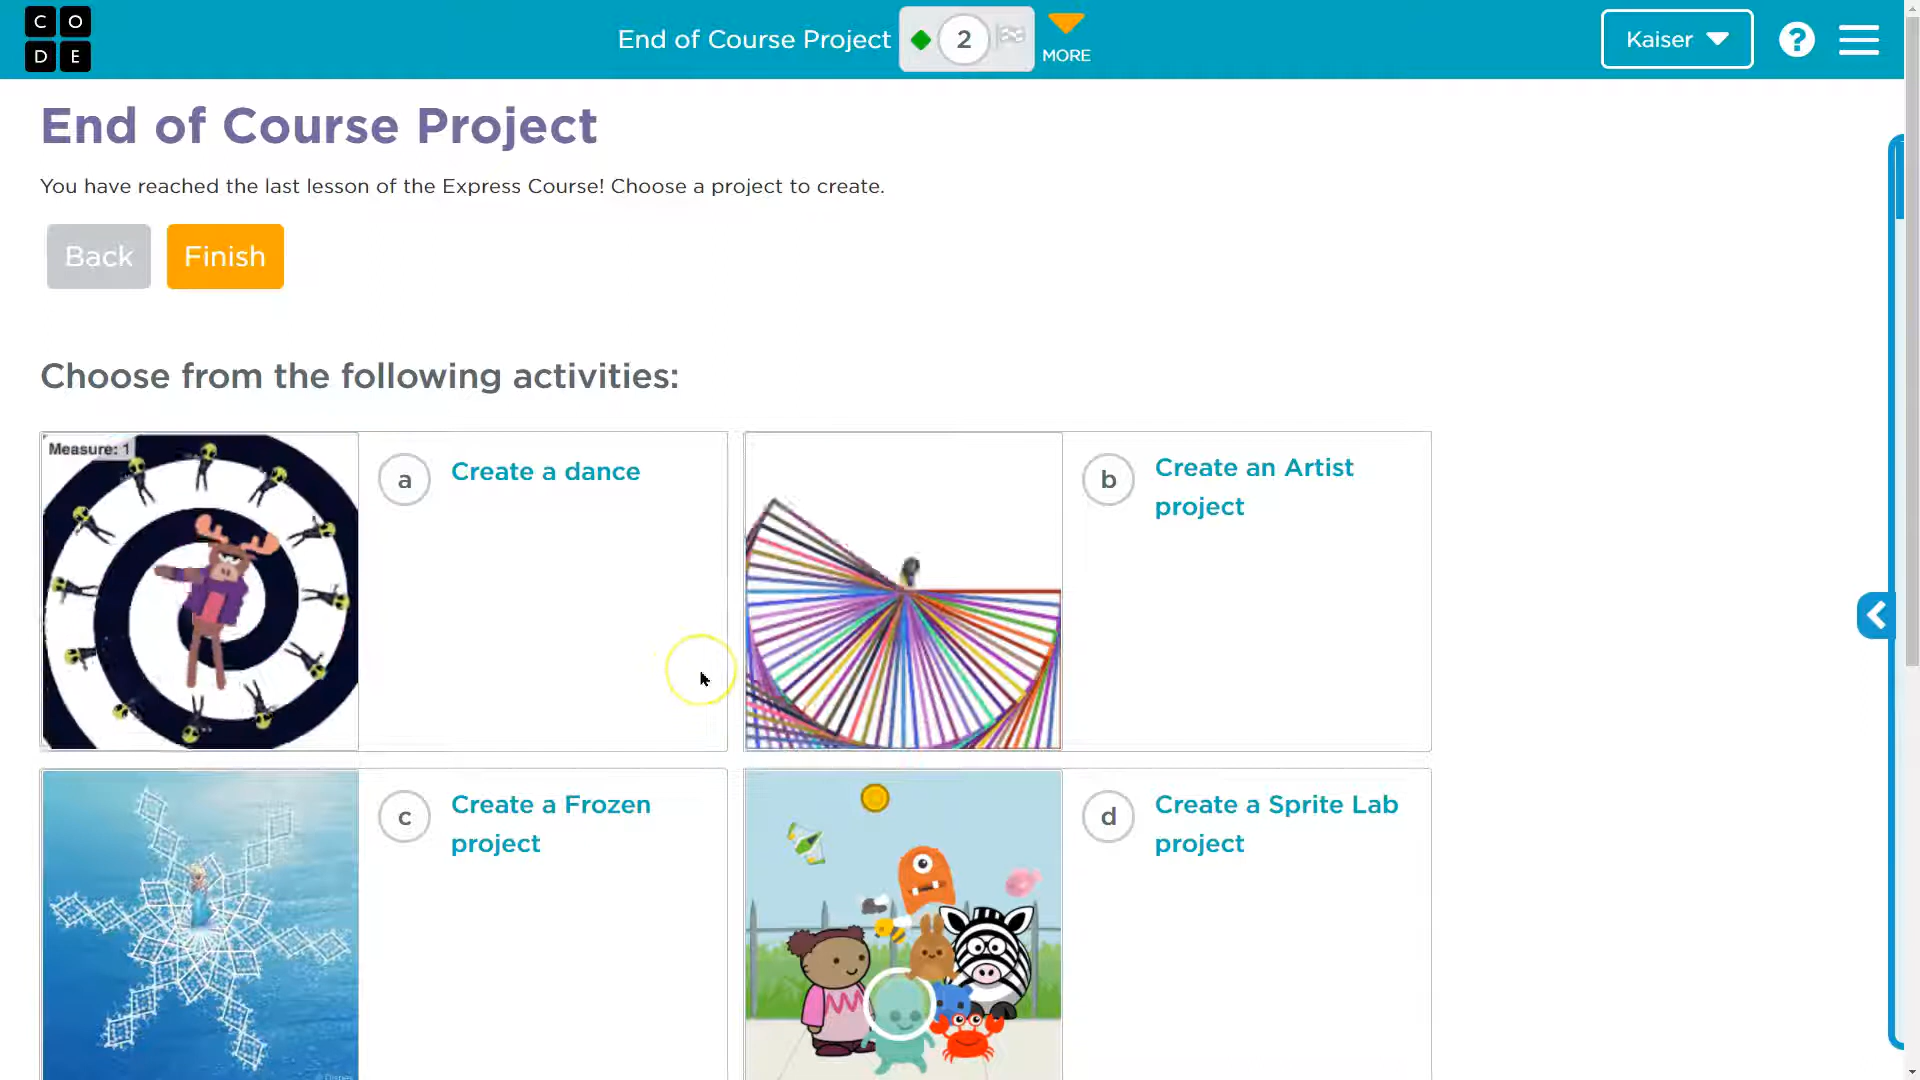 C O
D E
End of Course Project
2
MORE
Kaiser
?
End of Course Project
You have reached the last lesson of the Express Course! Choose a project to create.
Back
Finish
Choose from the following activities:
Measure: 1
a
Create a dance
b
Create an Artist
project
c
Create a Frozen
project
d
Create a Sprite Lab
project